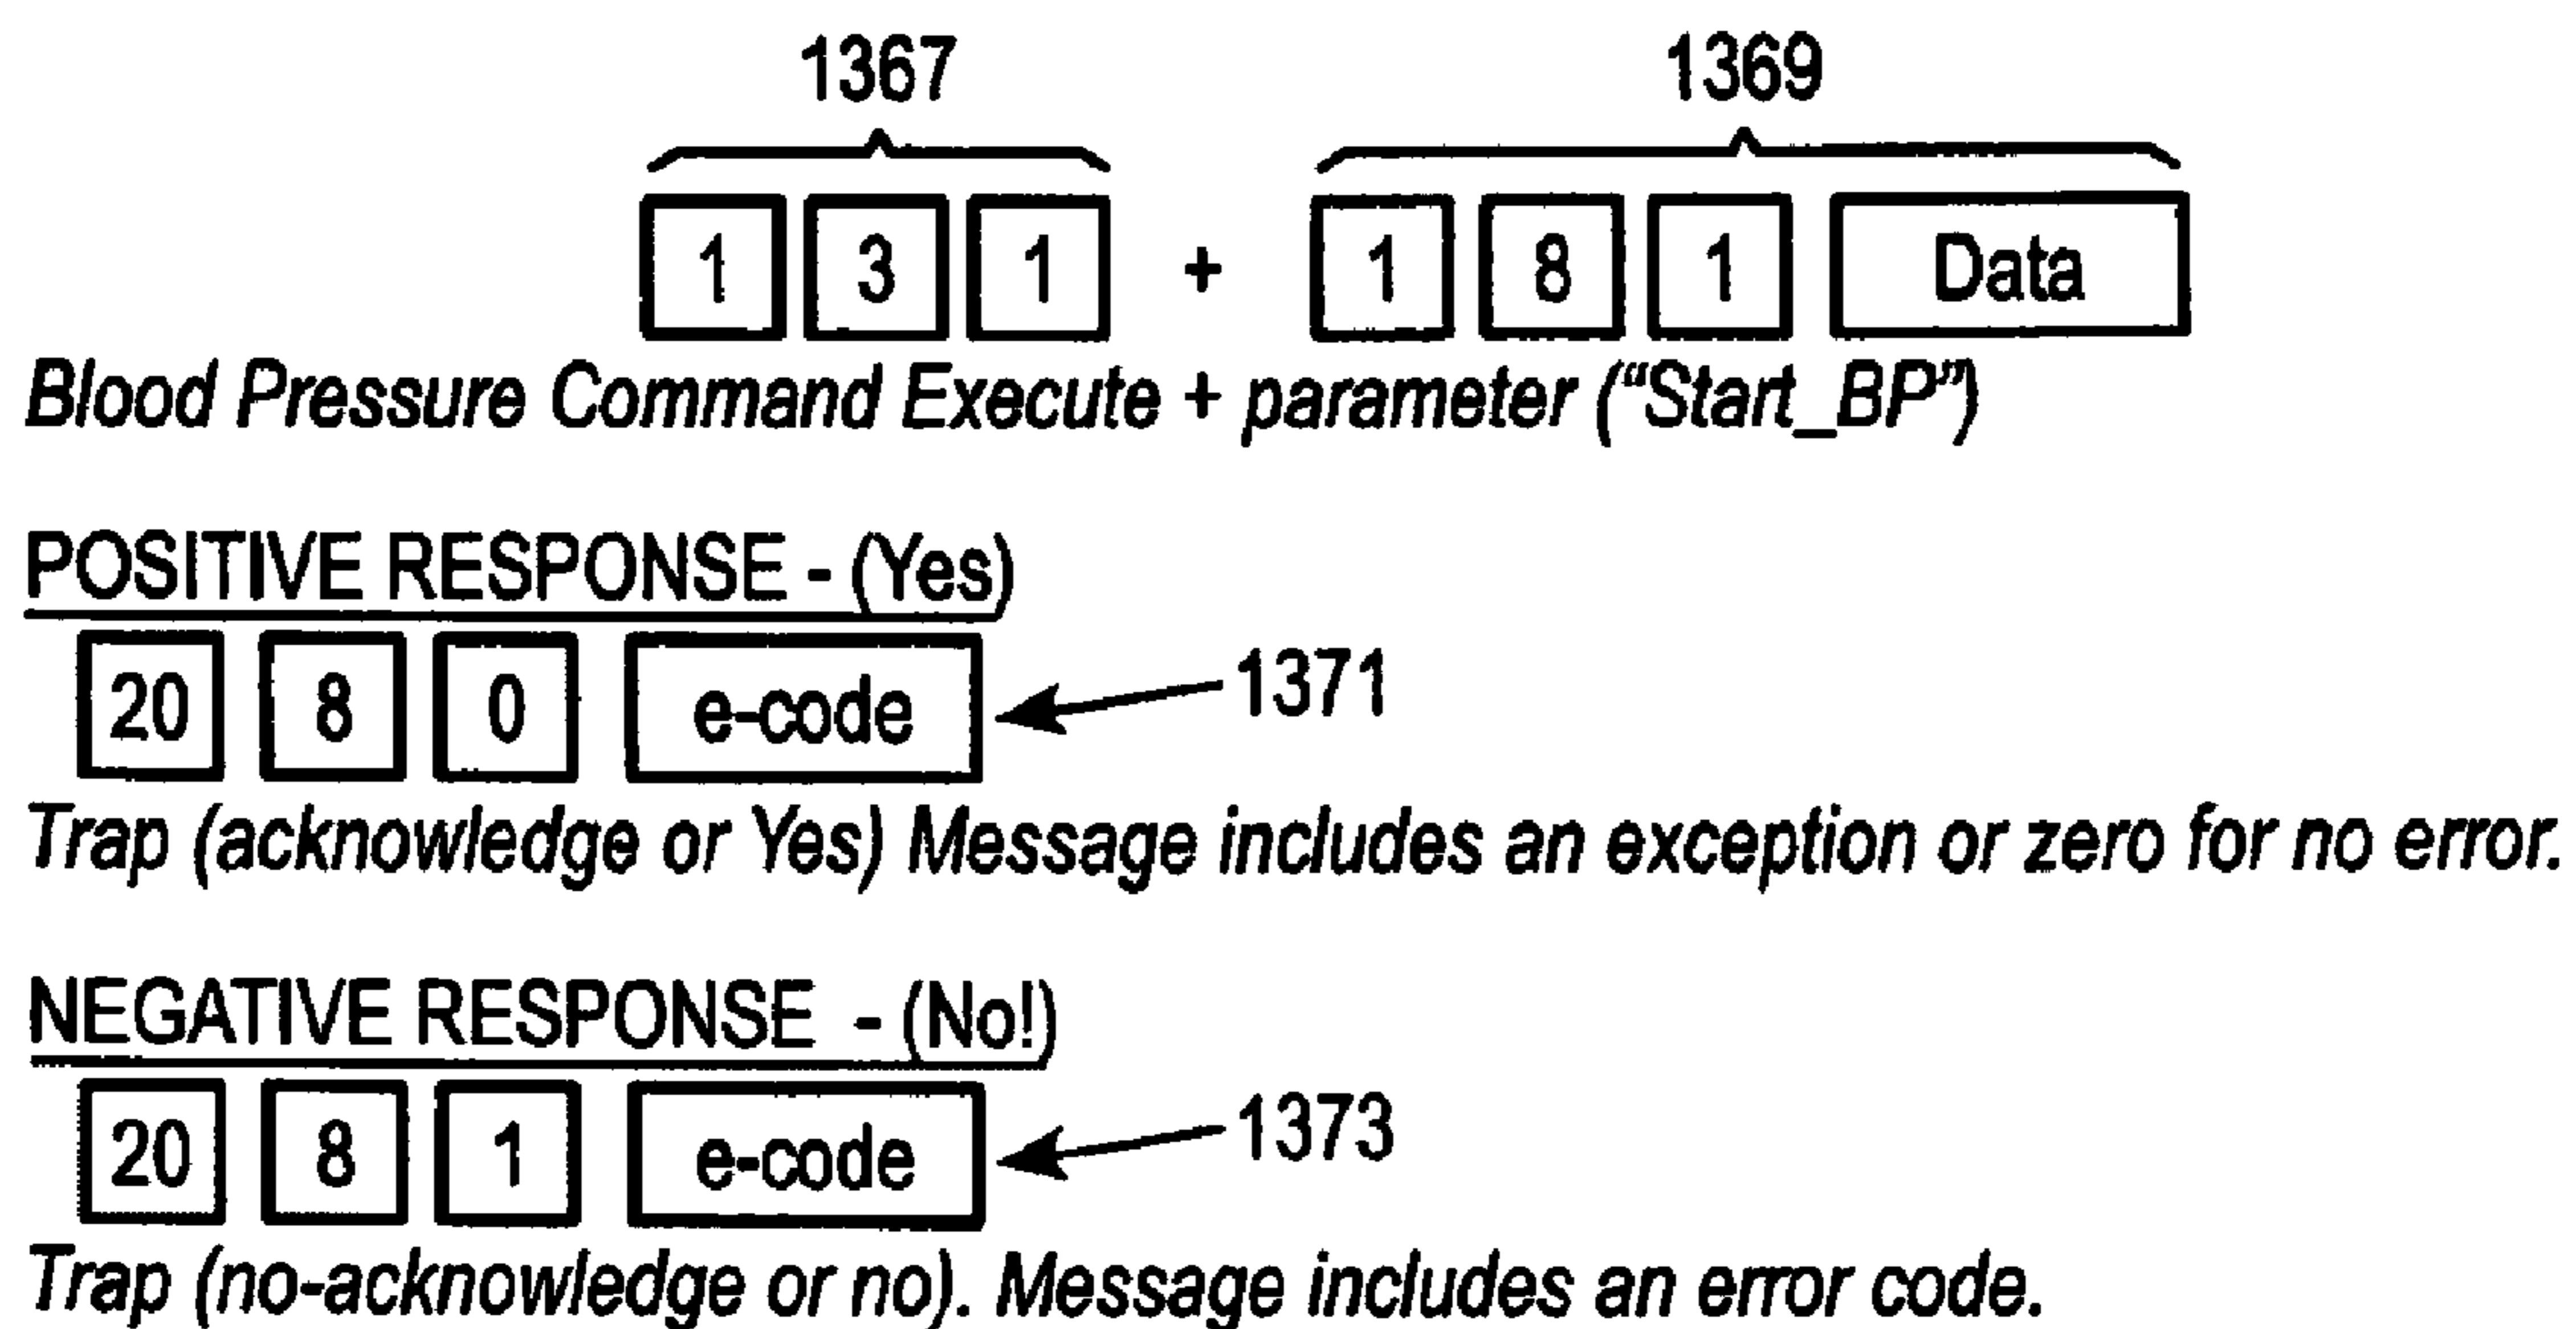 1367 1369
1 3 1 + 1 8 1 Data
Blood Pressure Command Execute + parameter (“Start_BP”)
POSITIVE RESPONSE - (Yes)
20 8 0 e-code 1371
Trap (acknowledge or Yes) Message includes an exception or zero for no error.
NEGATIVE RESPONSE - (No!)
20 8 1 e-code 1373
Trap (no-acknowledge or no). Message includes an error code.